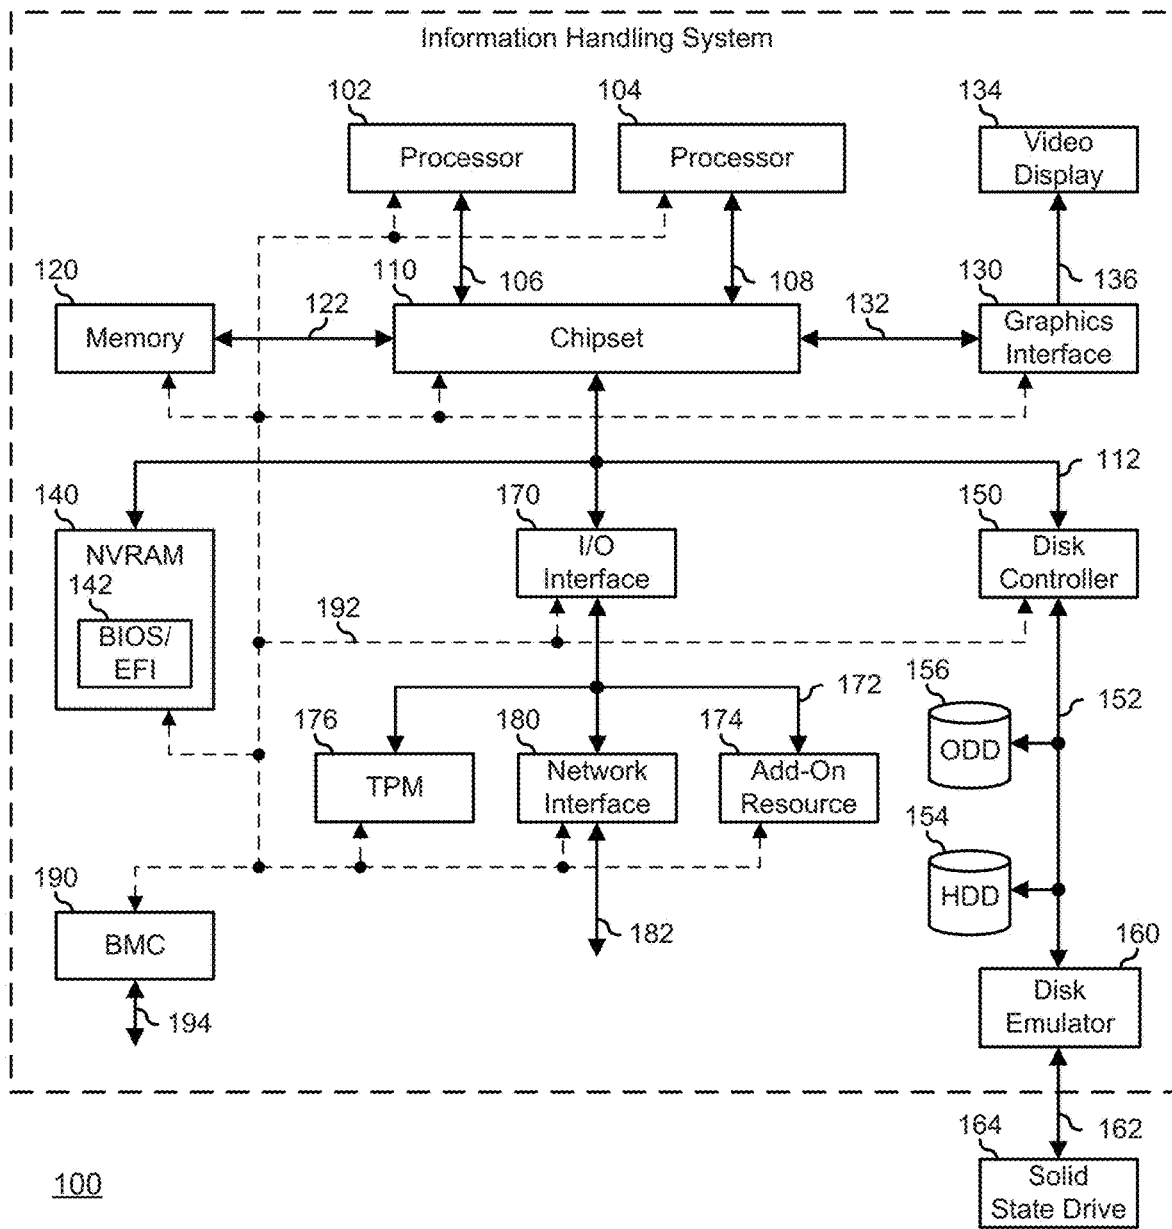 Information Handling System
102
104
134
Processor
Processor
Video
Display
120
110
106
108
130
136
122
132
Memory
Chipset
Graphics
Interface
112
140
170
150
NVRAM
I/O
Interface
Disk
Controller
142
BIOS/
EFI
192
172
156
152
176
180
174
ODD
TPM
Network
Interface
Add-On
Resource
154
190
HDD
BMC
182
160
194
Disk
Emulator
164
162
100
Solid
State Drive